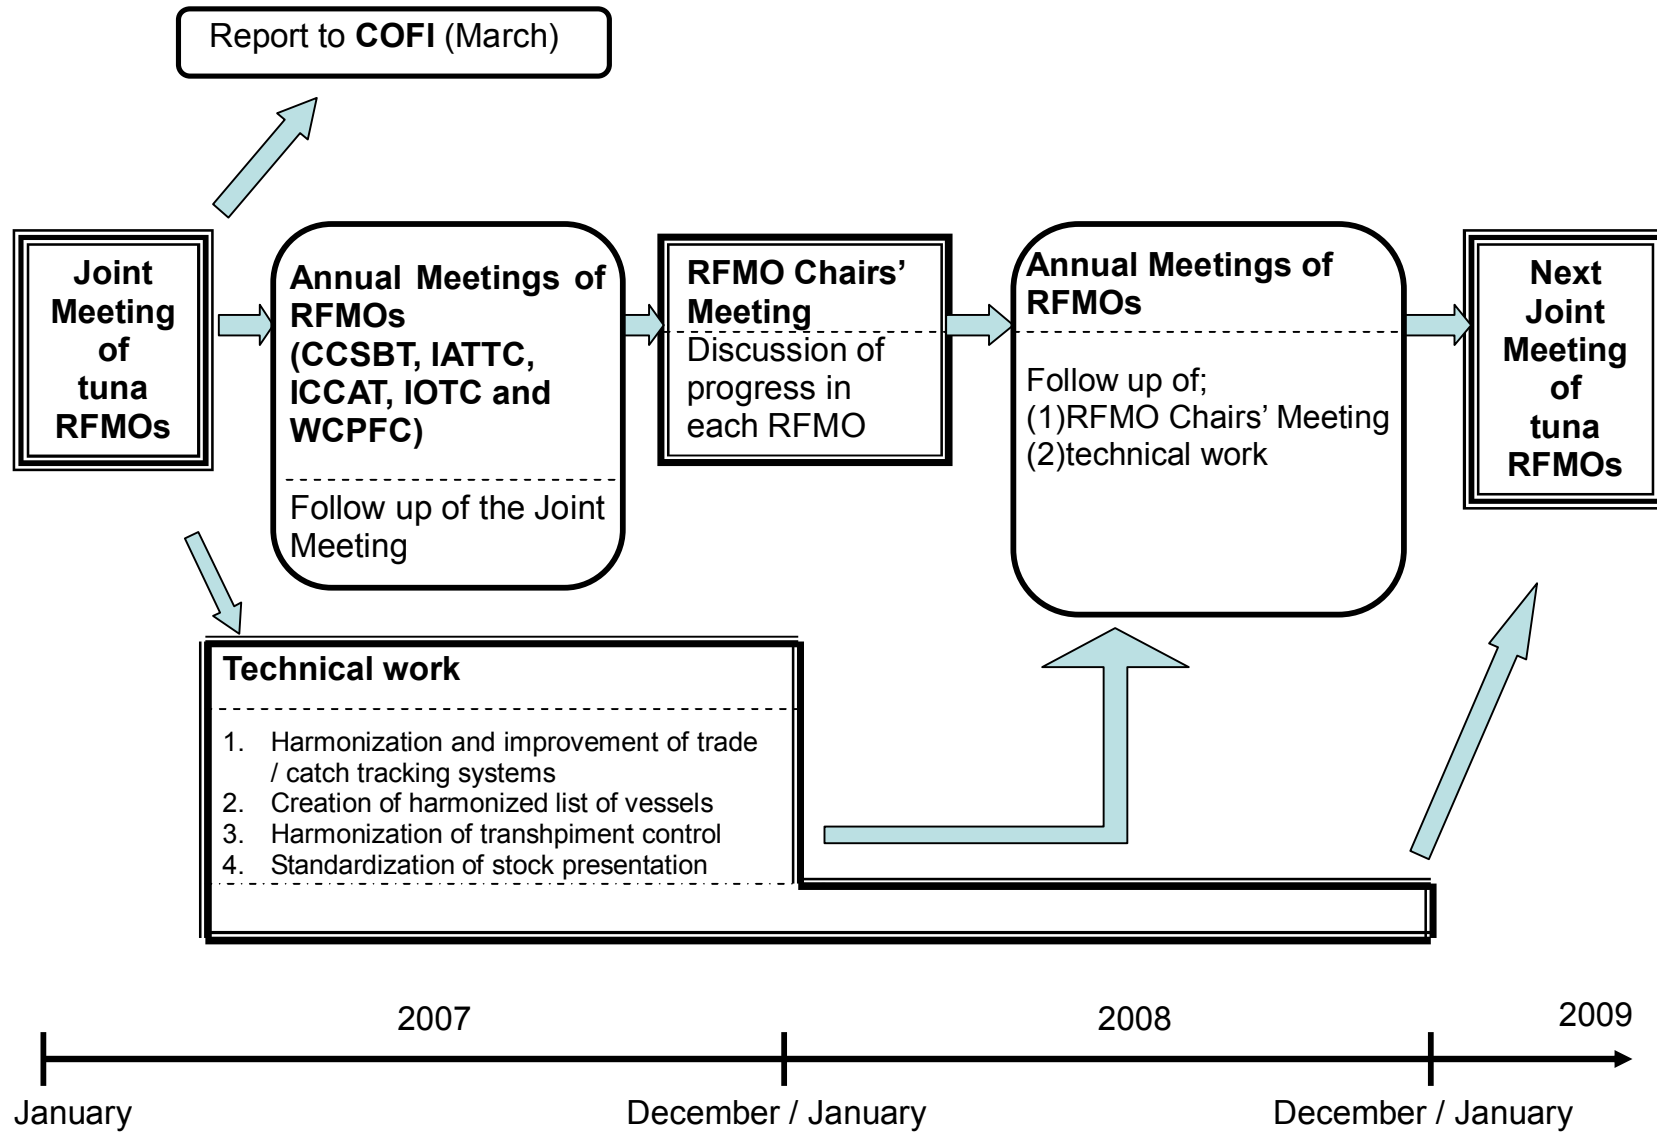 Report to COFI (March)
Joint
Meeting
of
tuna
RFMOs
Annual Meetings of
RFMOs
(CCSBT, IATTC,
ICCAT, IOTC and
WCPFC)
Follow up of the Joint
Meeting
RFMO Chairs’
Meeting
Discussion of
progress in
each RFMO
Annual Meetings of
RFMOs
Follow up of;
(1)RFMO Chairs’ Meeting
(2)technical work
Next
Joint
Meeting
of
tuna
RFMOs
Technical work
1. Harmonization and improvement of trade
/ catch tracking systems
2. Creation of harmonized list of vessels
3. Harmonization of transhpiment control
4. Standardization of stock presentation
2007
2008
2009
January
December / January
December / January